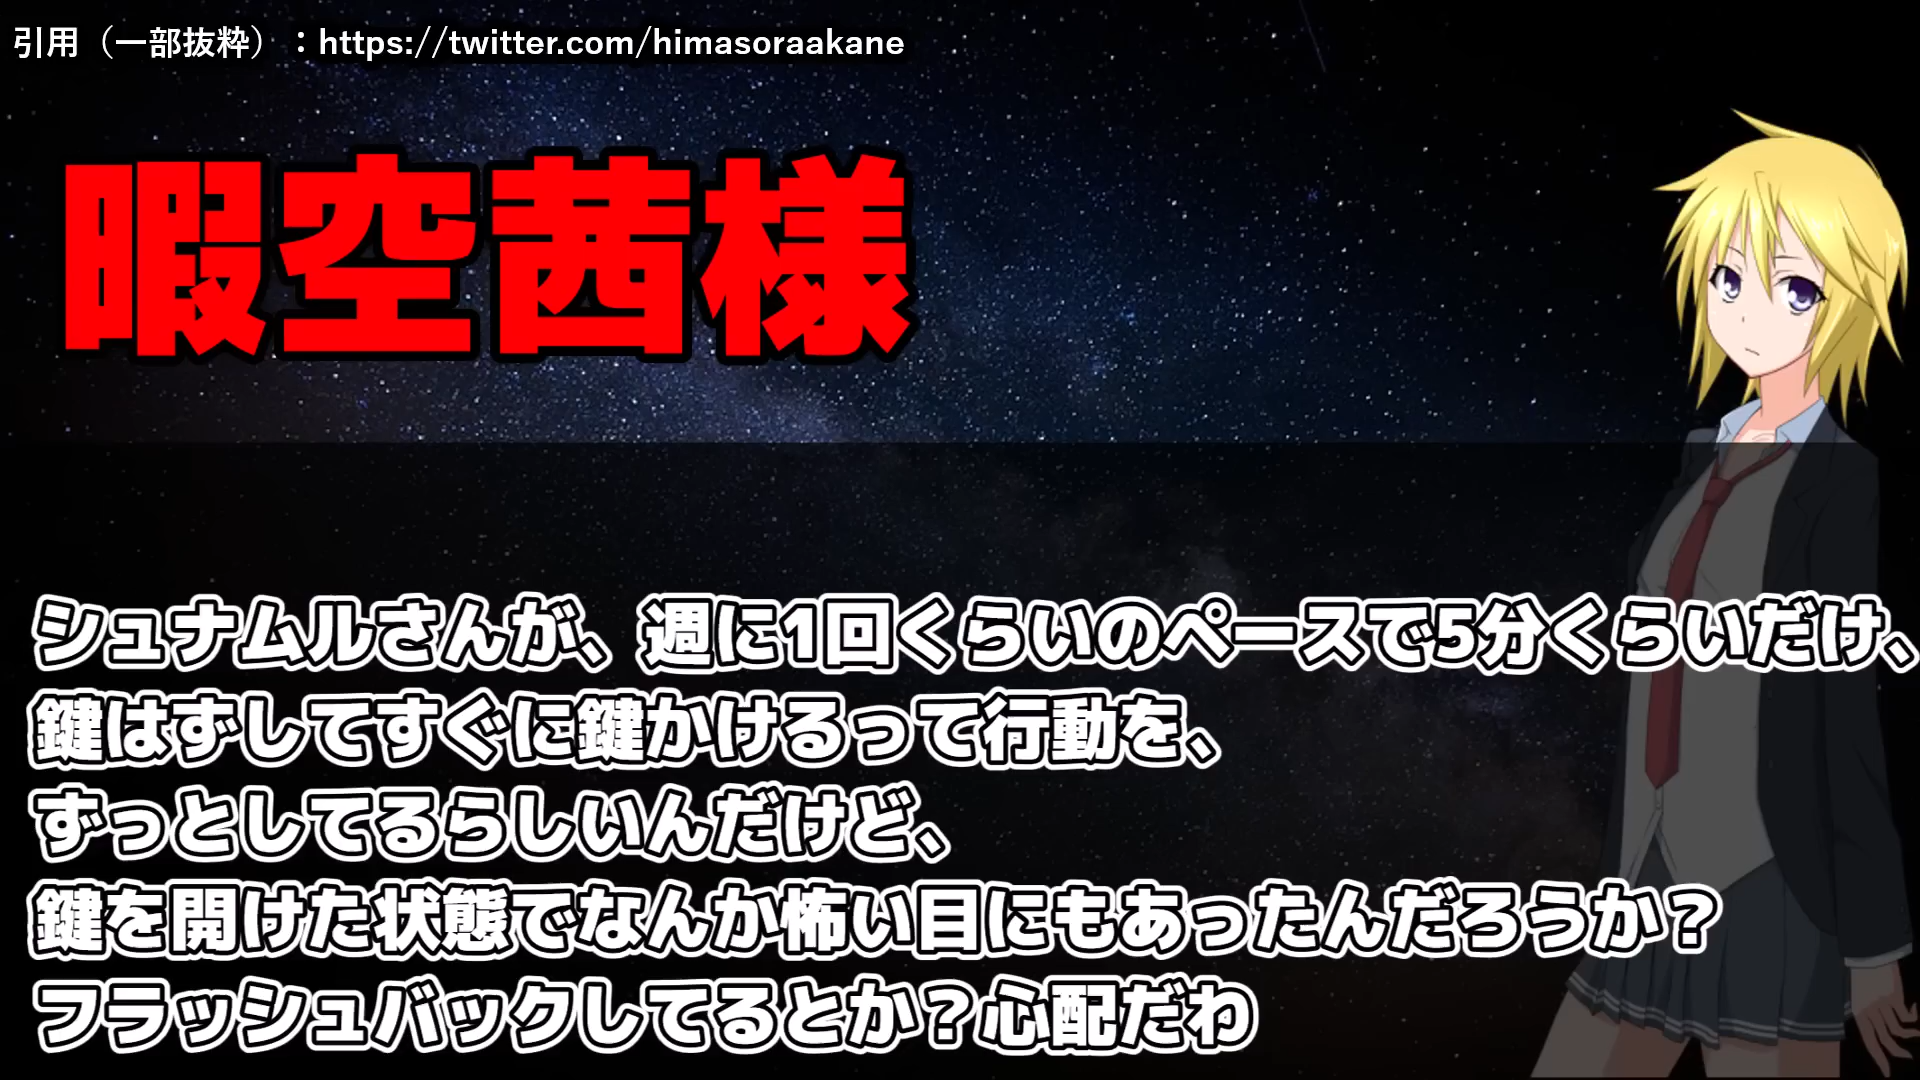 引用（一部抜粋）：https://twitter.com/himasoraakane
暇空茜様
シュナムルさんが、週に1回くらいのペースで5分くらいだけ、
鍵はずしてすぐに鍵かけるって行動を、
ずっとしてるらしいんだけど、
鍵を開けた状態でなんか怖い目にもあったんだろうか？
フラッシュバックしてるとか？心配だわ